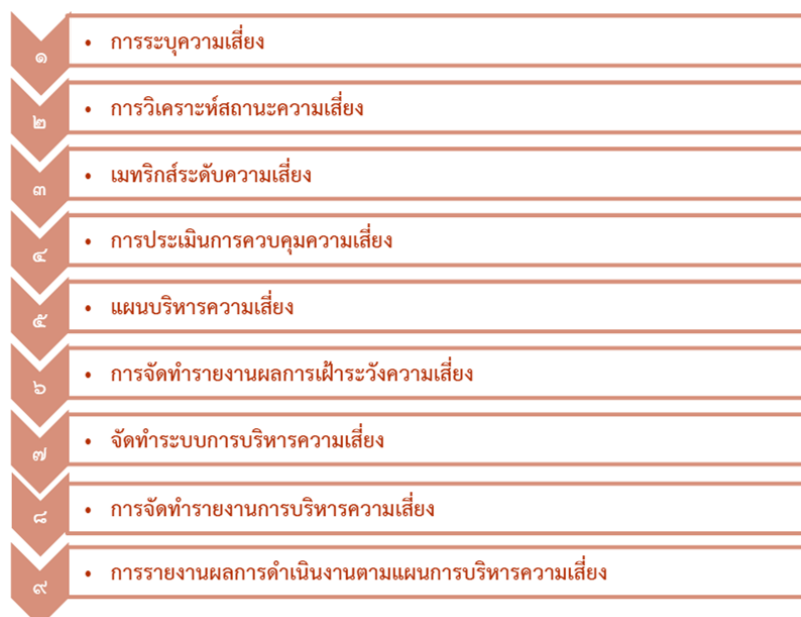 ๑ • การระบุความเสี่ยง
๒ • การวิเคราะห์สถานะความเสี่ยง
๓ • เมทริกส์ระดับความเสี่ยง
๔ • การประเมินการควบคุมความเสี่ยง
๕ • แผนบริหารความเสี่ยง
๖ • การจัดทำรายงานผลการเฝ้าระวังความเสี่ยง
๗ • จัดทำระบบการบริหารความเสี่ยง
๘ • การจัดทำรายงานการบริหารความเสี่ยง
๙ • การรายงานผลการดำเนินงานตามแผนการบริหารความเสี่ยง